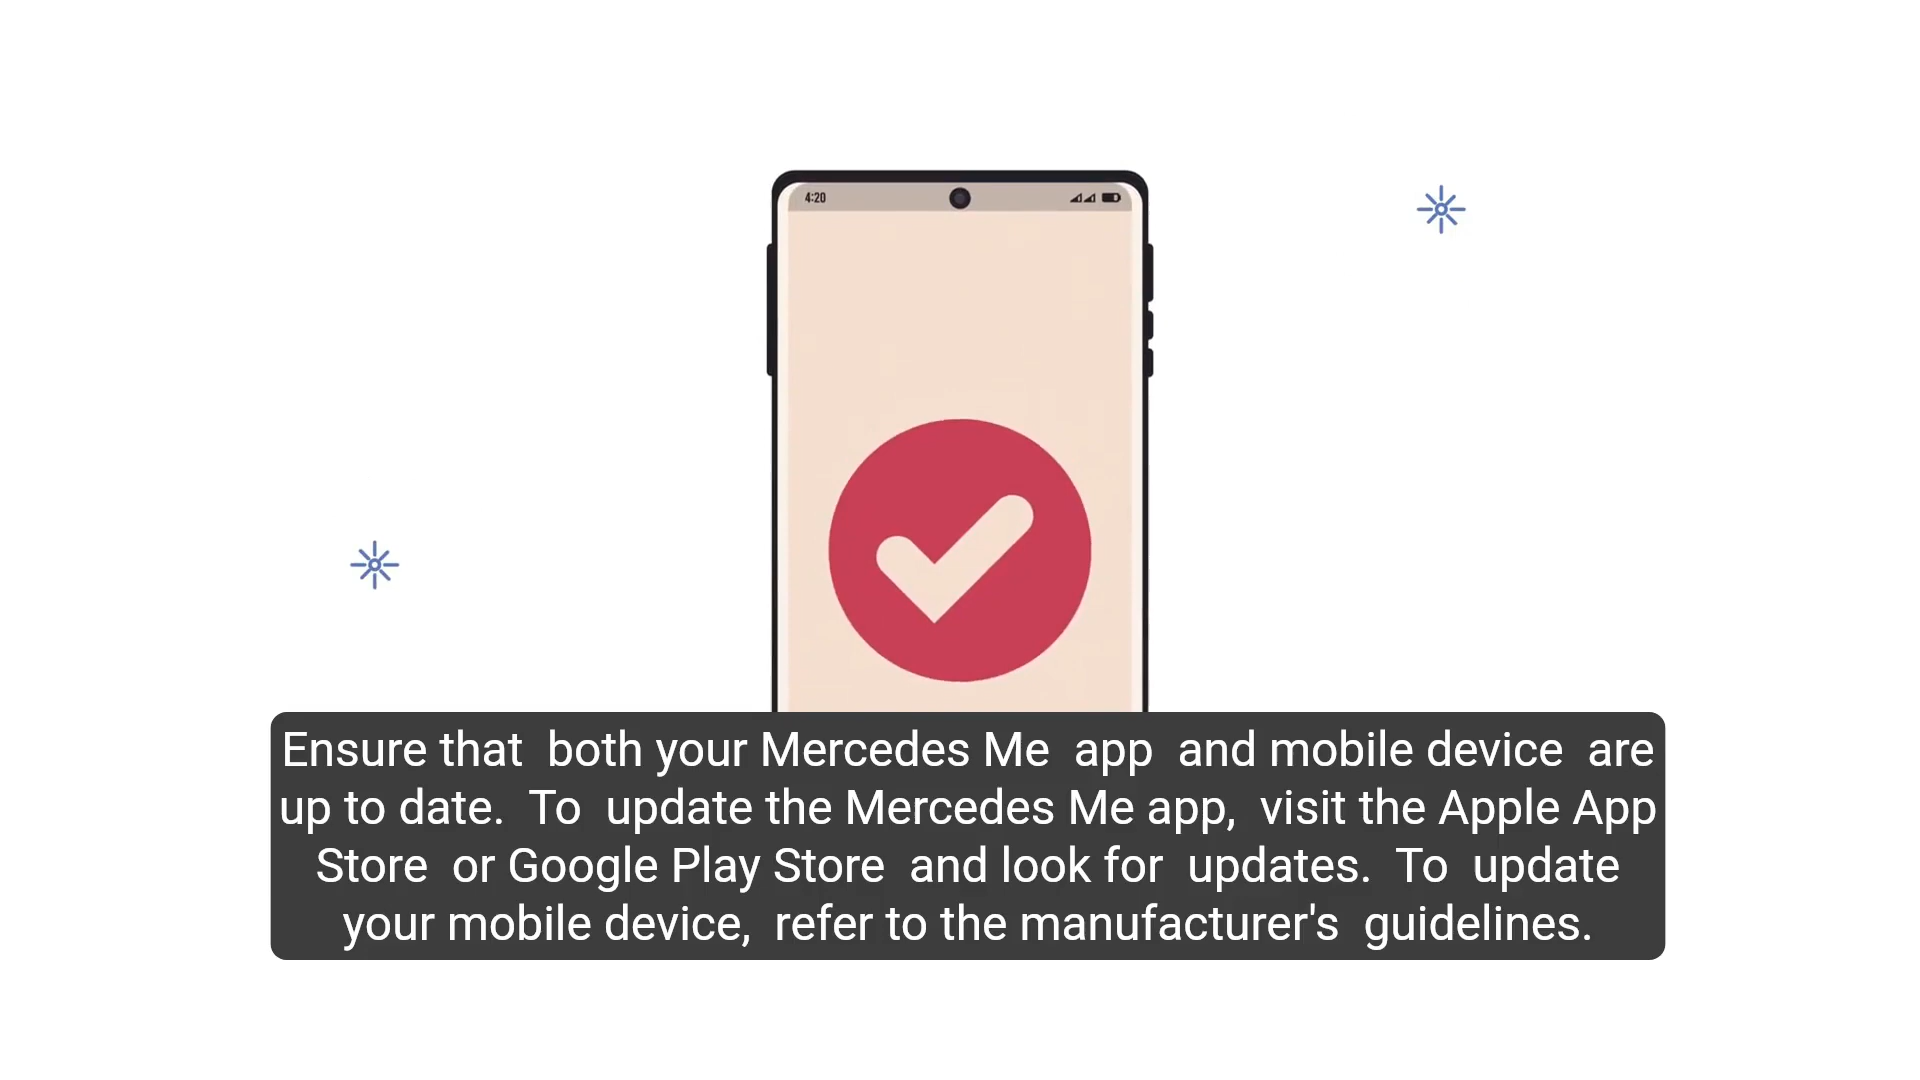 4:20
Ensure that both your Mercedes Me app and mobile device are
up to date. To update the Mercedes Me app, visit the Apple App
Store or Google Play Store and look for updates. To update
your mobile device, refer to the manufacturer's guidelines.